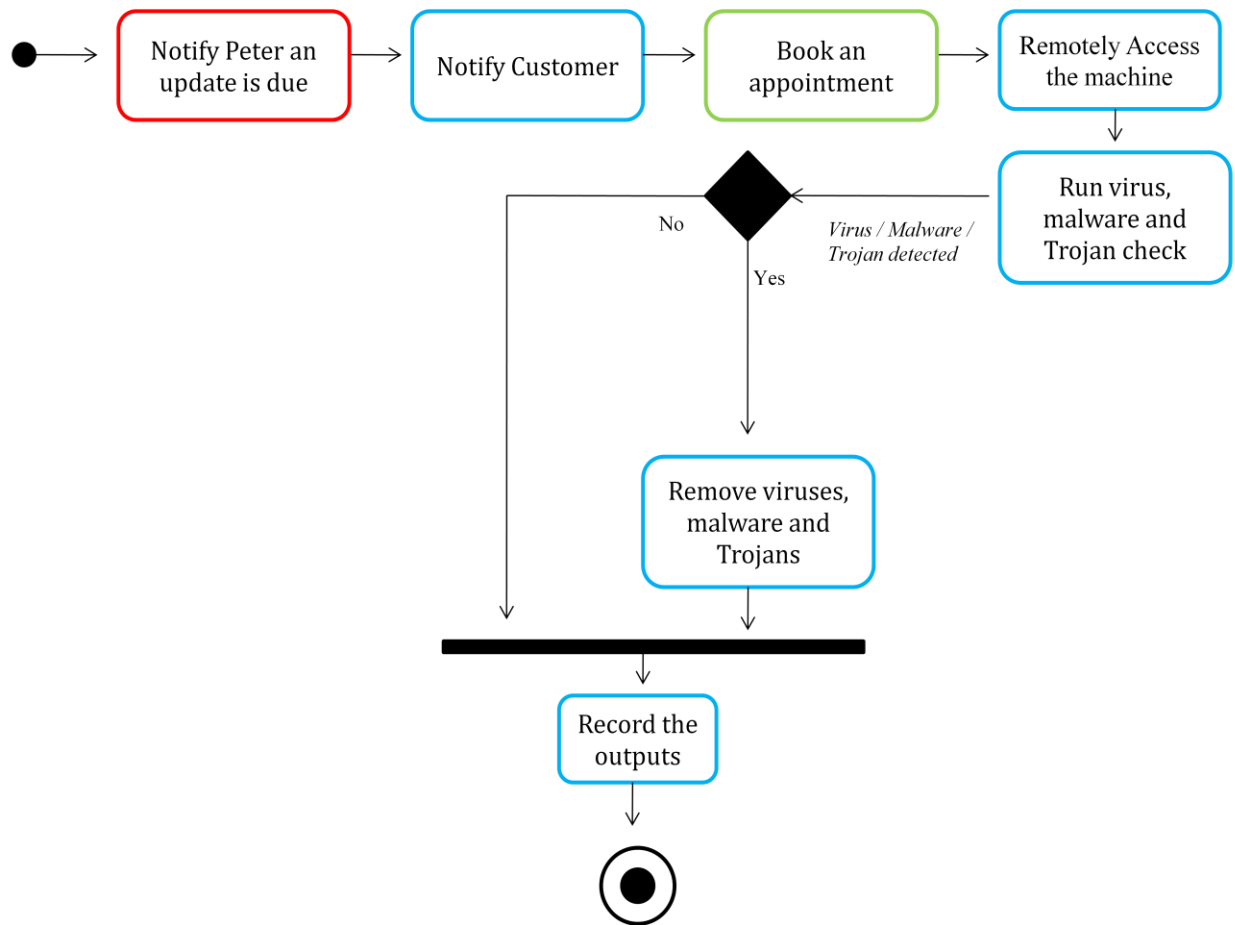 Notify Peter an
update is due
Notify Customer
Book an
appointment
Remotely Access
the machine
Run virus,
malware and
Trojan check
Virus / Malware /
Trojan detected
No
Yes
Remove viruses,
malware and
Trojans
Record the
outputs